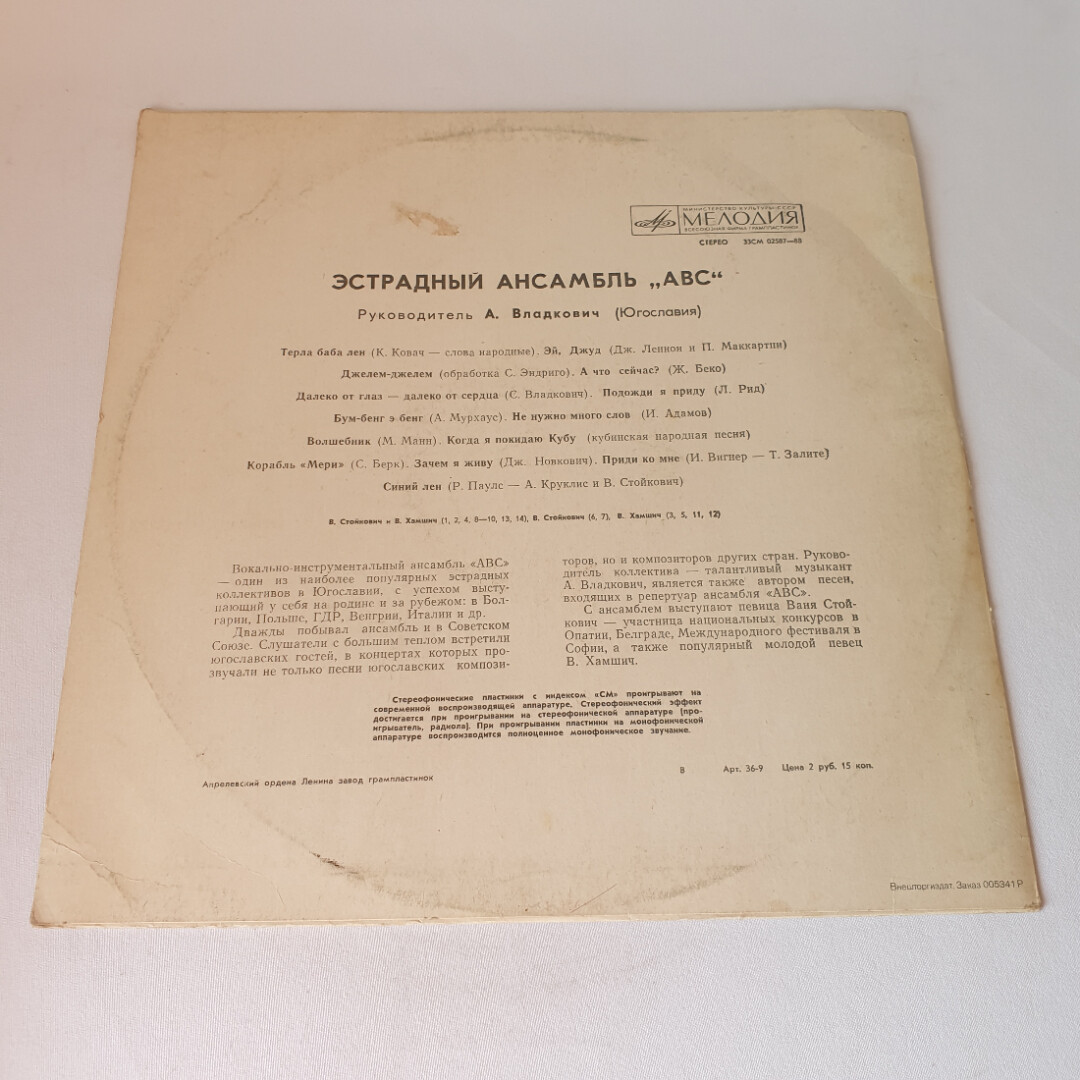 МИНИСТЕРСТВО КУЛЬТУРЫ СССР
МЕЛОДИЯ
ВСЕСОЮЗНАЯ ФИРМА ГРАМПЛАСТИНКИ
СТЕРЕО 33СМ 02587—88
ЭСТРАДНЫЙ АНСАМБЛЬ „АВС“
Руководитель А. Владкович (Югославия)
Терла баба лен (К. Ковач — слова народные). Эй, Джуд (Дж. Леннон и П. Маккартни)
Джелем-джелем (обработка С. Эндриго). А что сейчас? (Ж. Беко)
Далеко от глаз — далеко от сердца (С. Владкович). Подожди я приду (Л. Рид)
Бум-бенг э бенг (А. Мурхаус). Не нужно много слов (И. Адамов)
Волшебник (М. Манн). Когда я покидаю Кубу (кубинская народная песня)
Корабль «Мери» (С. Берк). Зачем я живу (Дж. Новкович). Приди ко мне (И. Вигнер — Т. Залите)
Синий лен (Р. Паулс — А. Круклис и В. Стойкович)
В. Стойкович и В. Хамшич (1, 2, 4, 8—10, 13, 14), В. Стойкович (6, 7), В. Хамшич (3, 5, 11, 12)
Вокально-инструментальный ансамбль «АВС»
— один из наиболее популярных эстрадных
коллективов в Югославии, с успехом высту-
пающий у себя на родине и за рубежом: в Бол-
гарии, Польше, ГДР, Венгрии, Италии и др.
Дважды побывал ансамбль и в Советском
Союзе. Слушатели с большим теплом встретили
югославских гостей, в концертах которых про-
звучали не только песни югославских компози-
торов, но и композиторов других стран. Руково-
дитель коллектива — талантливый музыкант
А. Владкович, является также автором песен,
входящих в репертуар ансамбля «АВС».
С ансамблем выступают певица Ваня Стой-
кович — участница национальных конкурсов в
Опатии, Белграде, Международного фестиваля в
Софии, а также популярный молодой певец
В. Хамшич.
Стереофонические пластинки с индексом «СМ» проигрывают на
современной воспроизводящей аппаратуре. Стереофонический эффект
достигается при проигрывании на стереофонической аппаратуре (про-
игрыватель, радиола). При проигрывании пластинки на монофонической
аппаратуре воспроизводится полноценное монофоническое звучание.
Апрелевский ордена Ленина завод грампластинок
В Арт. 36-9 Цена 2 руб. 15 коп.
Внешторгиздат. Заказ 005341Р